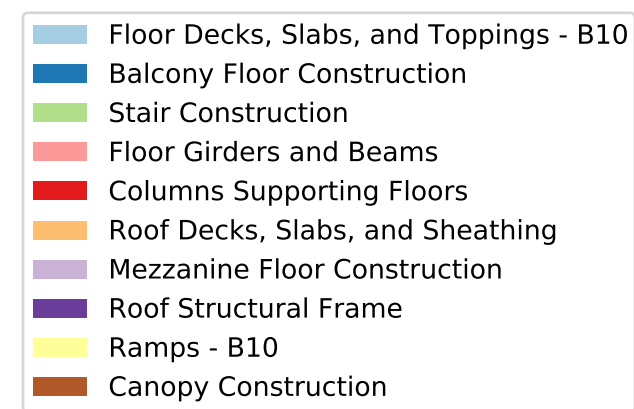 Floor Decks, Slabs, and Toppings - B10
Balcony Floor Construction
Stair Construction
Floor Girders and Beams
Columns Supporting Floors
Roof Decks, Slabs, and Sheathing
Mezzanine Floor Construction
Roof Structural Frame
Ramps - B10
Canopy Construction